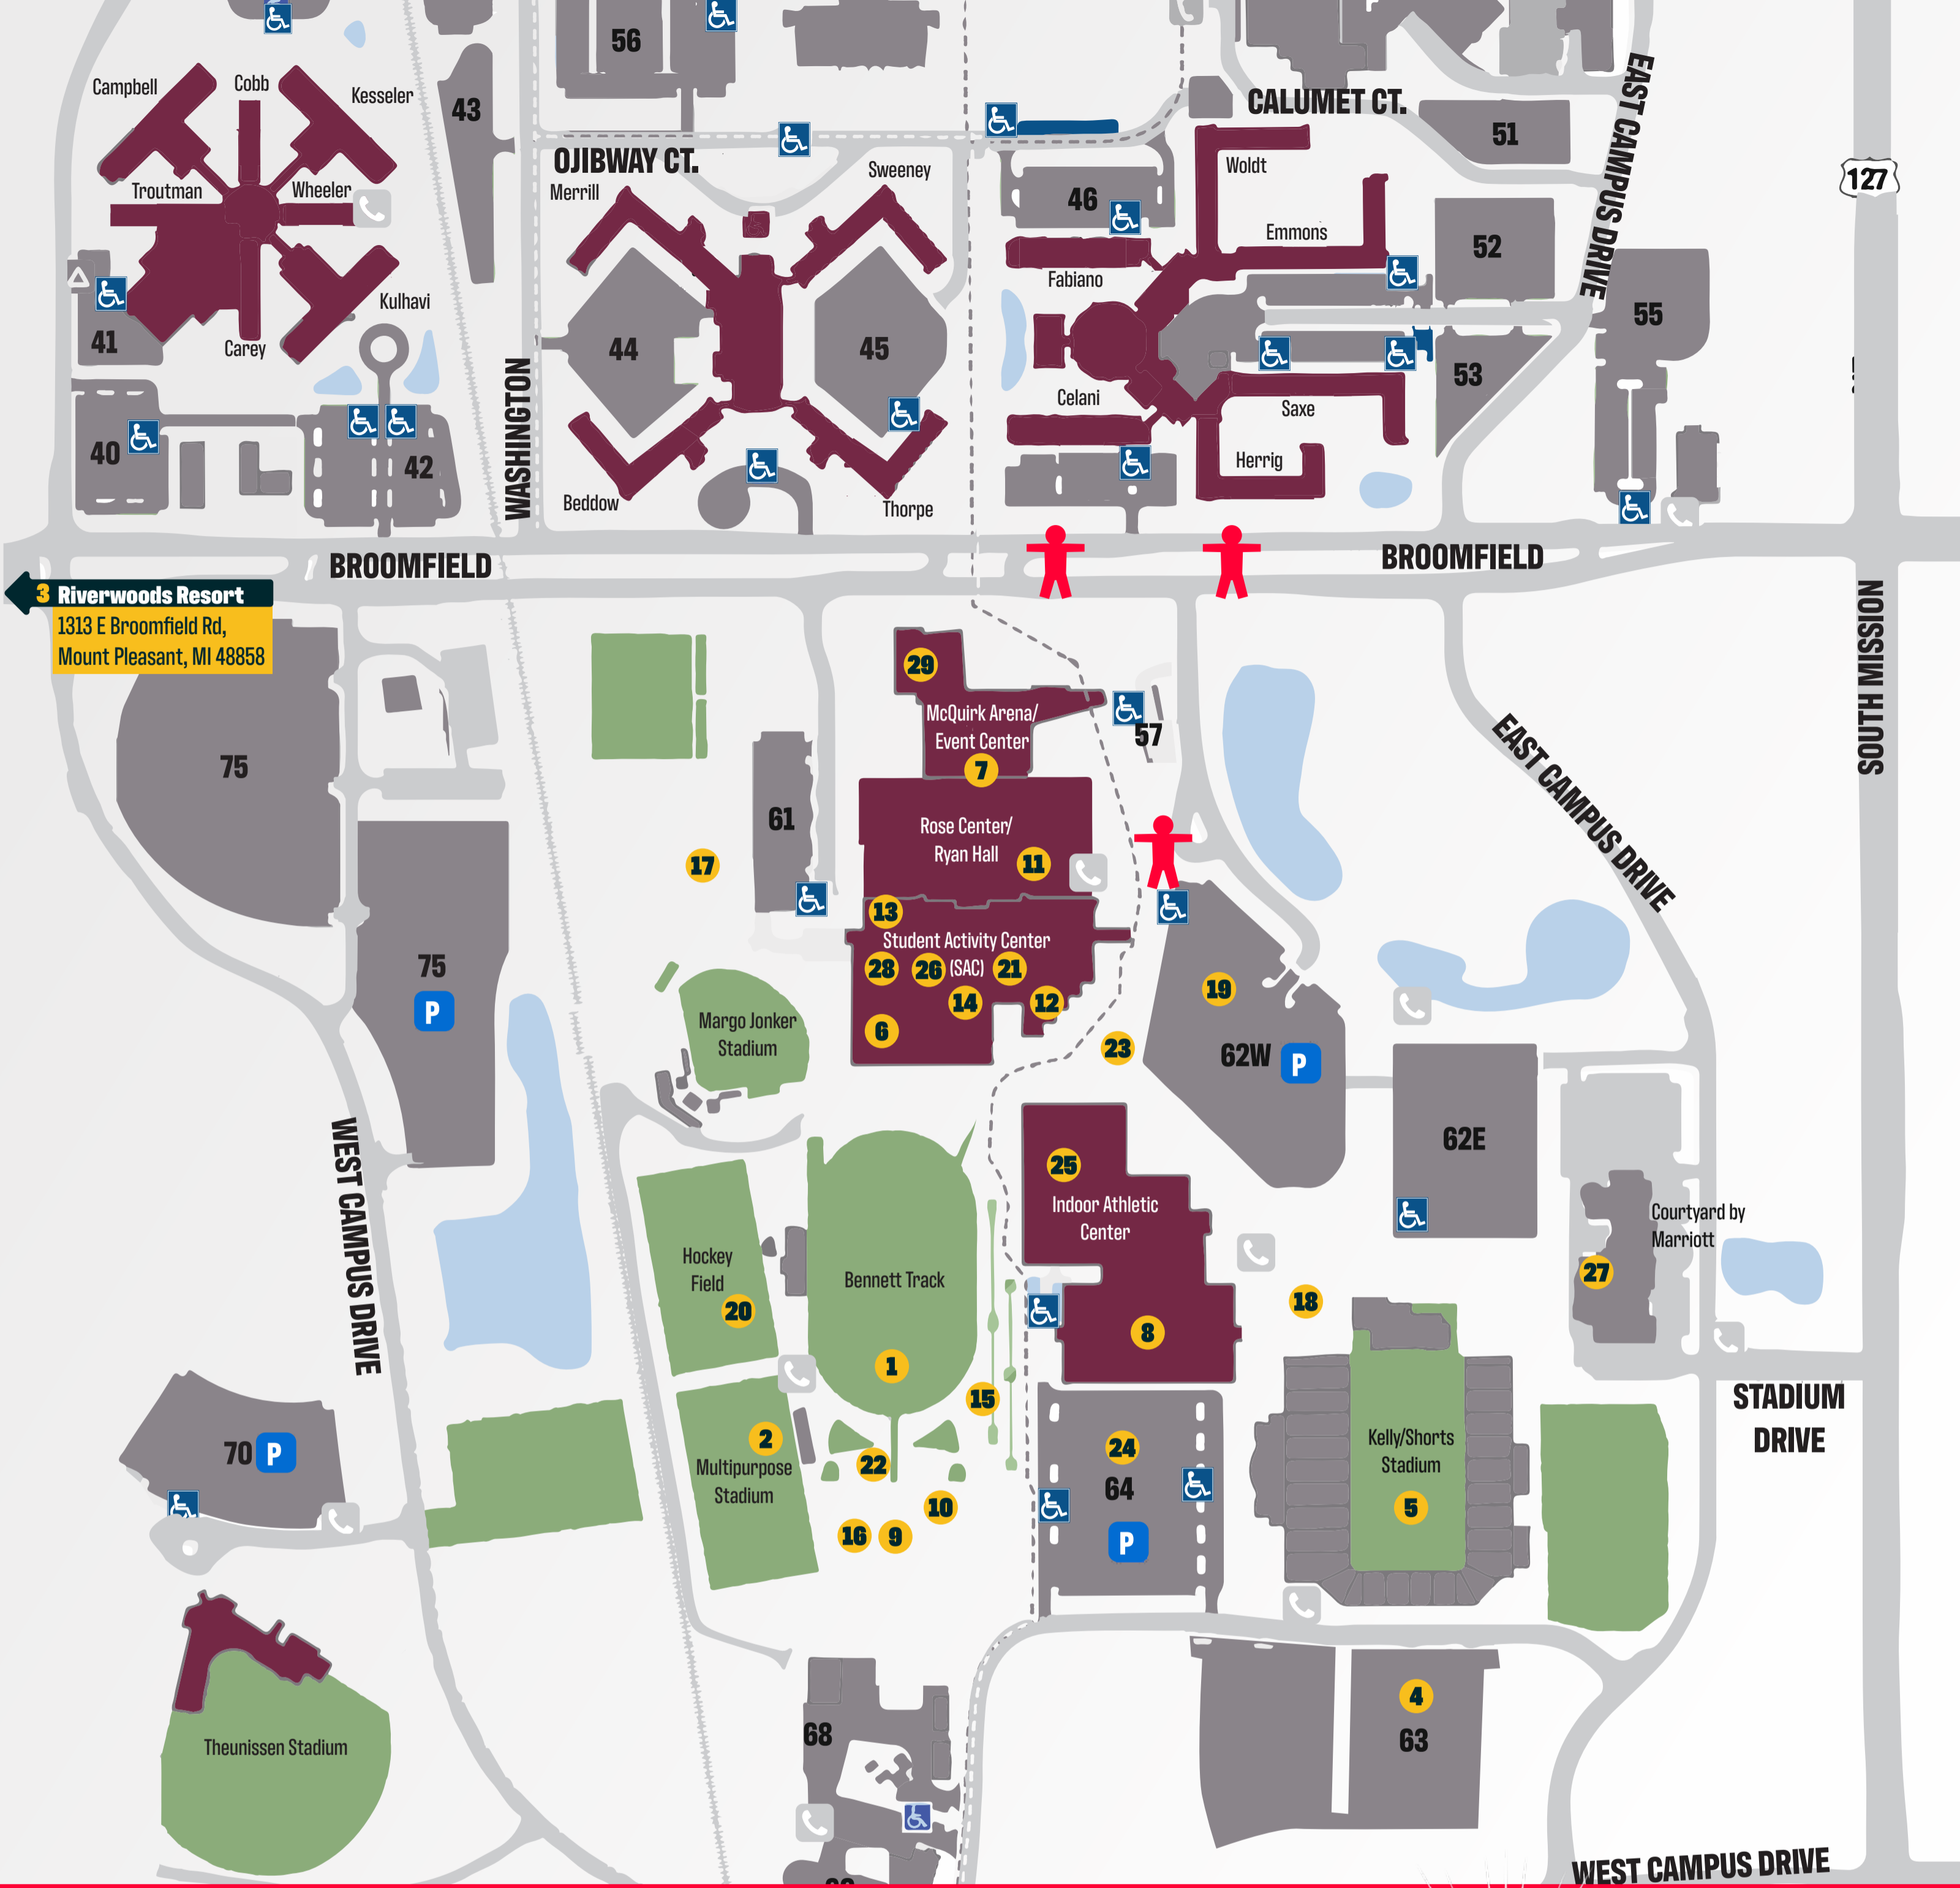 56
Campbell
Cobb
Kesseler
43
CALUMET CT.
51
EAST CAMPUS DRIVE
127
OJIBWAY CT.
Merrill
Sweeney
Woldt
Troutman
Wheeler
46
Emmons
52
Fabiano
Kulhavi
41
Carey
44
45
55
53
WASHINGTON
Celani
Saxe
40
42
Herrig
Beddow
Thorpe
BROOMFIELD
BROOMFIELD
3 Riverwoods Resort
1313 E Broomfield Rd,
Mount Pleasant, MI 48858
29
McQuirk Arena/
Event Center
7
57
SOUTH MISSION
EAST CAMPUS DRIVE
75
61
Rose Center/
Ryan Hall
11
17
13
Student Activity Center
(SAC)
28
26
21
14
12
6
19
75
P
Margo Jonker
Stadium
23
62W P
62E
WEST CAMPUS DRIVE
25
Indoor Athletic
Center
Courtyard by
Marriott
27
Hockey
Field
20
Bennett Track
18
8
1
15
STADIUM
DRIVE
70 P
2
Multipurpose
Stadium
22
24
64
P
Kelly/Shorts
Stadium
5
10
16
9
4
63
68
Theunissen Stadium
WEST CAMPUS DRIVE